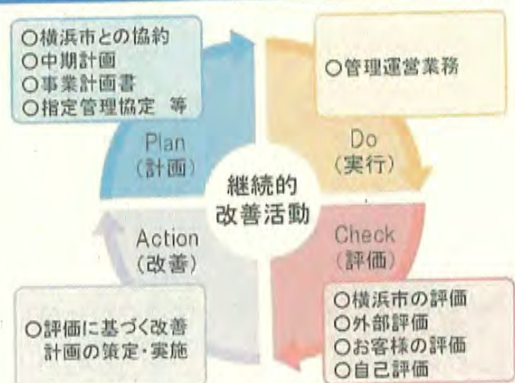 ○横浜市との協約
○中期計画
○事業計画書
○指定管理協定 等
Plan
(計画)
○管理運営業務
Do
(実行)
継続的
改善活動
Check
(評価)
○横浜市の評価
○外部評価
○お客様の評価
○自己評価
Action
(改善)
○評価に基づく改善
計画の策定・実施